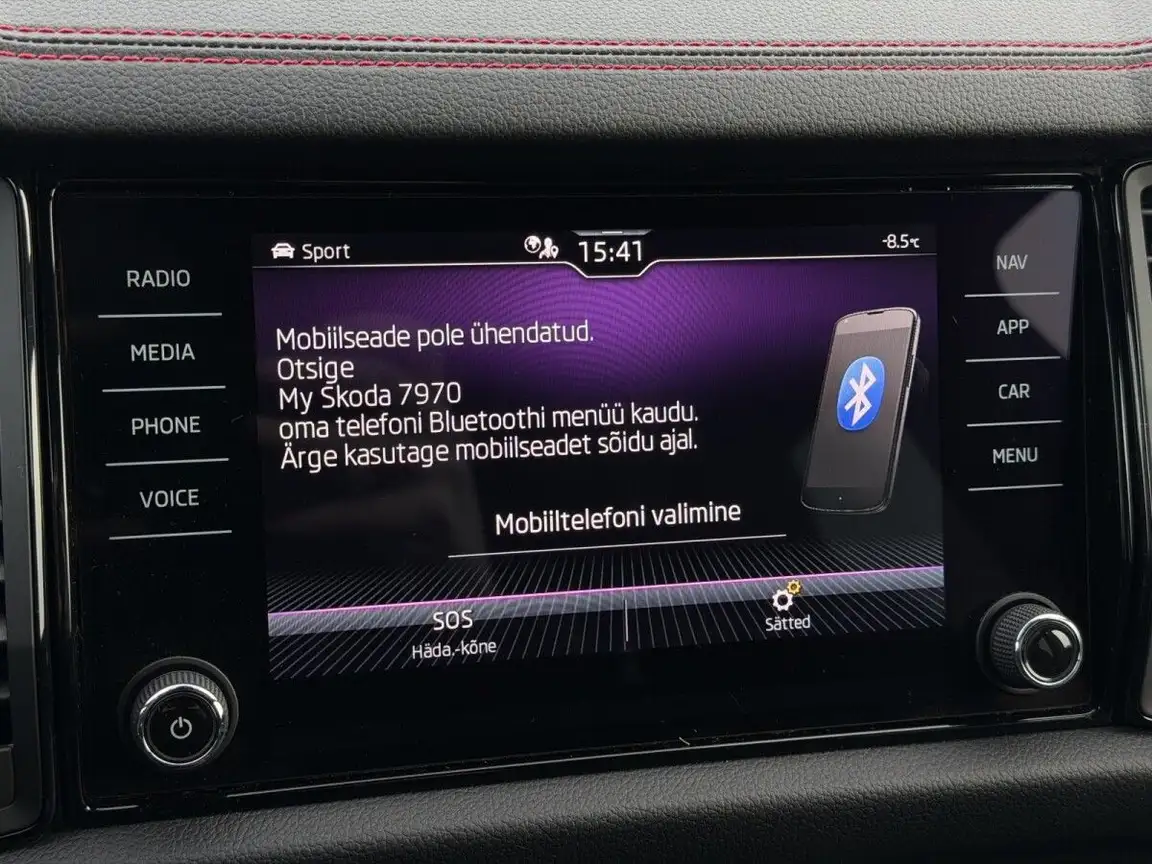 Sport
15:41
-8.5°C
RADIO
MEDIA
PHONE
VOICE
Mobiilseade pole ühendatud.
Otsige
My Skoda 7970
oma telefoni Bluetoothi menüü kaudu.
Ärge kasutage mobiilseadet sõidu ajal.
Mobiiltelefoni valimine
SOS
Häda.-kõne
Sätted
NAV
APP
CAR
MENU